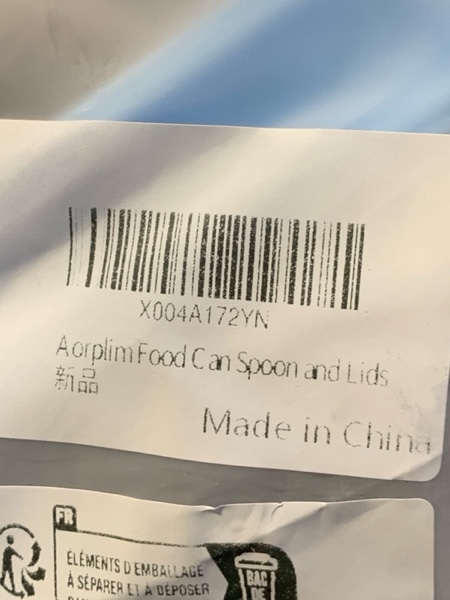 X004A172YN
Aorplim Food Can Spoon and Lids
新品
Made in China
FR
ÉLÉMENTS D'EMBALLAGE
À SÉPARER ET À DÉPOSER
BAC
DE